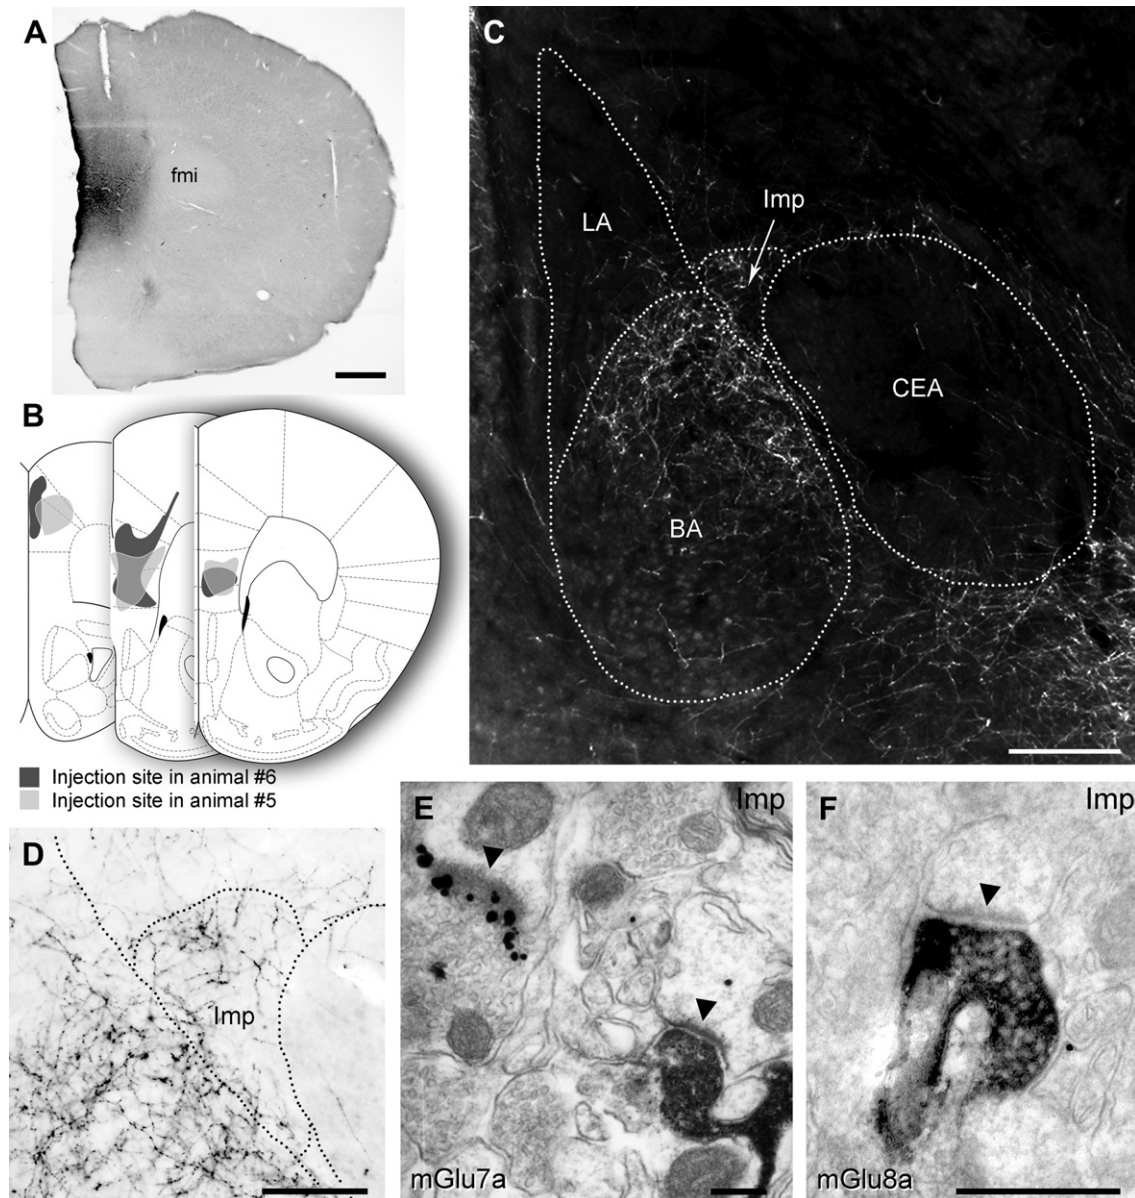 A
fmi
B
Injection site in animal #6
Injection site in animal #5
C
Imp
LA
CEA
BA
D
Imp
E
Imp
mGlu7a
F
Imp
mGlu8a